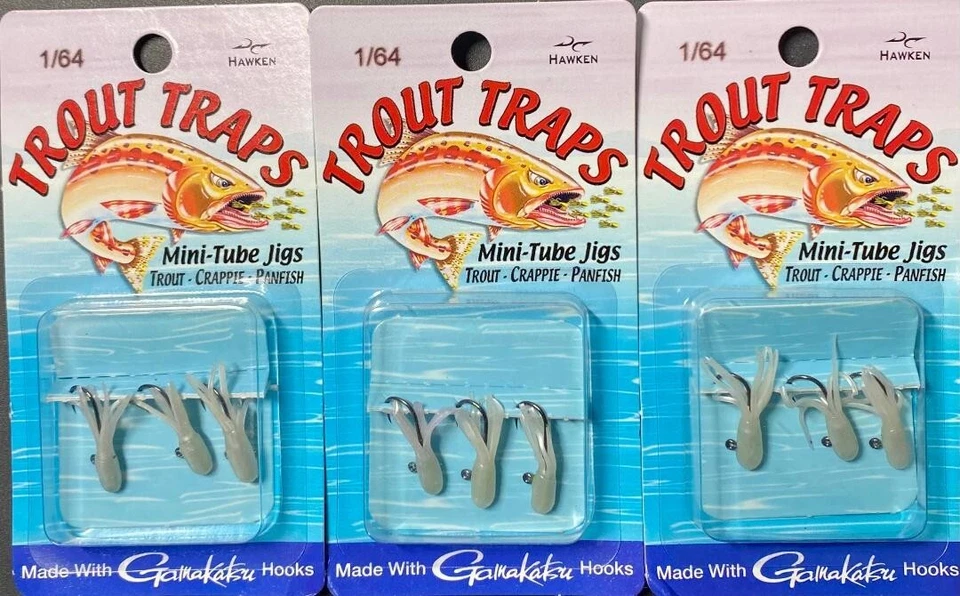 1/64
HAWKEN
TROUT TRAPS
Mini-Tube Jigs
TROUT - CRAPPIE - PANFISH
Made With Gamakatsu Hooks
1/64
HAWKEN
TROUT TRAPS
Mini-Tube Jigs
TROUT - CRAPPIE - PANFISH
Made With Gamakatsu Hooks
1/64
HAWKEN
TROUT TRAPS
Mini-Tube Jigs
TROUT - CRAPPIE - PANFISH
Made With Gamakatsu Hooks